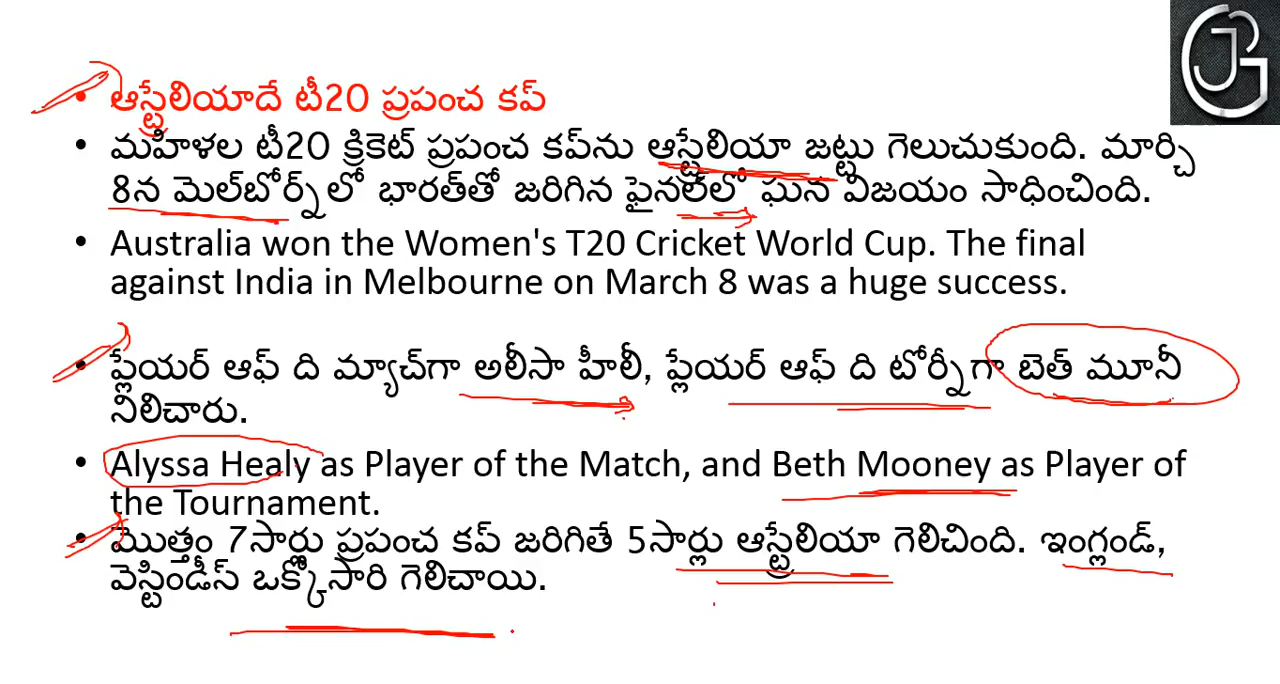 ఆస్ట్రేలియాదే టీ20 ప్రపంచ కప్
మహిళల టీ20 క్రికెట్ ప్రపంచ కప్‌ను ఆస్ట్రేలియా జట్టు గెలుచుకుంది. మార్చి
8న మెల్‌బోర్న్ లో భారత్‌తో జరిగిన ఫైనల్‌లో ఘన విజయం సాధించింది.
Australia won the Women's T20 Cricket World Cup. The final
against India in Melbourne on March 8 was a huge success.
ప్లేయర్ ఆఫ్ ది మ్యాచ్‌గా అలీసా హీలీ, ప్లేయర్ ఆఫ్ ది టోర్నీగా బెత్ మూనీ
నిలిచారు.
Alyssa Healy as Player of the Match, and Beth Mooney as Player of
the Tournament.
మొత్తం 7సార్లు ప్రపంచ కప్ జరిగితే 5సార్లు ఆస్ట్రేలియా గెలిచింది. ఇంగ్లండ్,
వెస్టిండీస్ ఒక్కోసారి గెలిచాయి.